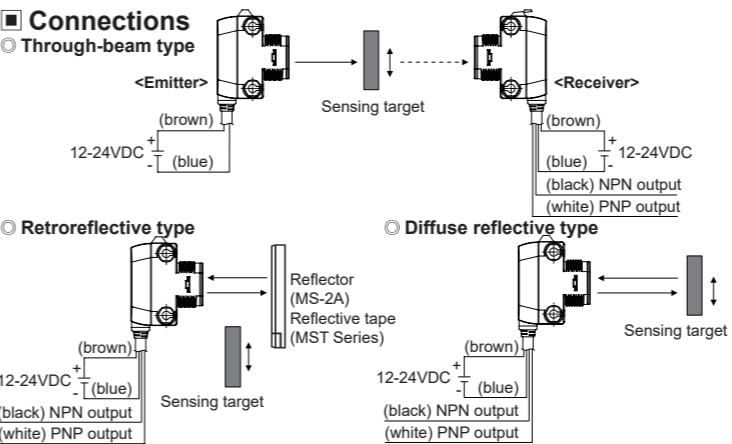 ■ Connections
◎ Through-beam type
<Emitter>
(brown)
+
12-24VDC
-
(blue)
Sensing target
<Receiver>
(brown)
+
12-24VDC
-
(blue)
(black) NPN output
(white) PNP output
◎ Retroreflective type
Reflector
(MS-2A)
Reflective tape
(MST Series)
(brown)
+
12-24VDC
-
(blue)
(black) NPN output
(white) PNP output
Sensing target
◎ Diffuse reflective type
Sensing target
(brown)
+
12-24VDC
-
(blue)
(black) NPN output
(white) PNP output